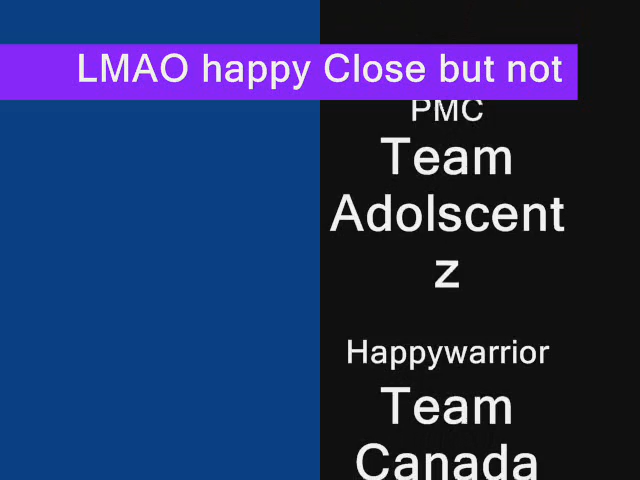 LMAO happy Close but not
PMC
Team
Adolscent
z
Happywarrior
Team
Canada